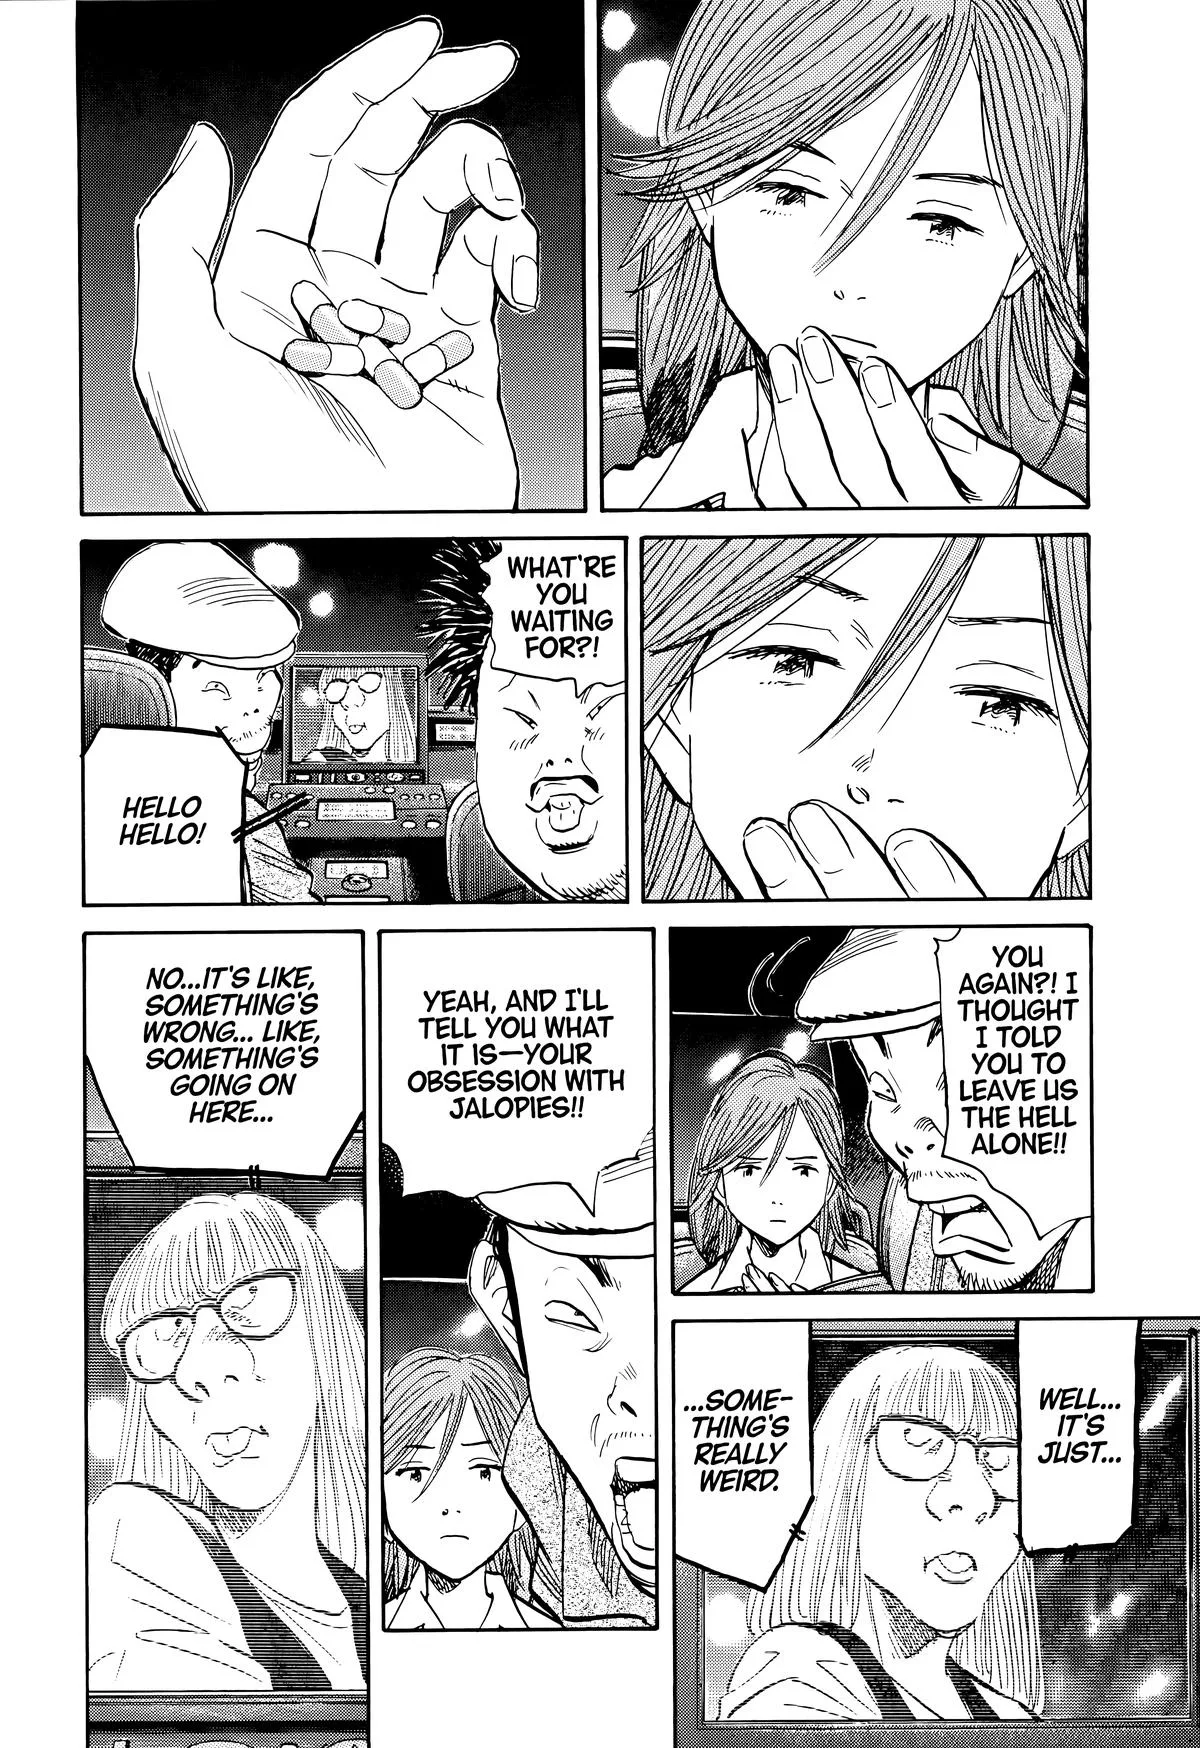 WHAT'RE
YOU
WAITING
FOR?!
HELLO
HELLO!
YOU
AGAIN?! I
THOUGHT
I TOLD
YOU TO
LEAVE US
THE HELL
ALONE!!
WELL...
IT'S
JUST...
...SOME-
THING'S
REALLY
WEIRD.
YEAH, AND I'LL
TELL YOU WHAT
IT IS—YOUR
OBSESSION WITH
JALOPIES!!
NO...IT'S LIKE,
SOMETHING'S
WRONG... LIKE,
SOMETHING'S
GOING ON
HERE...